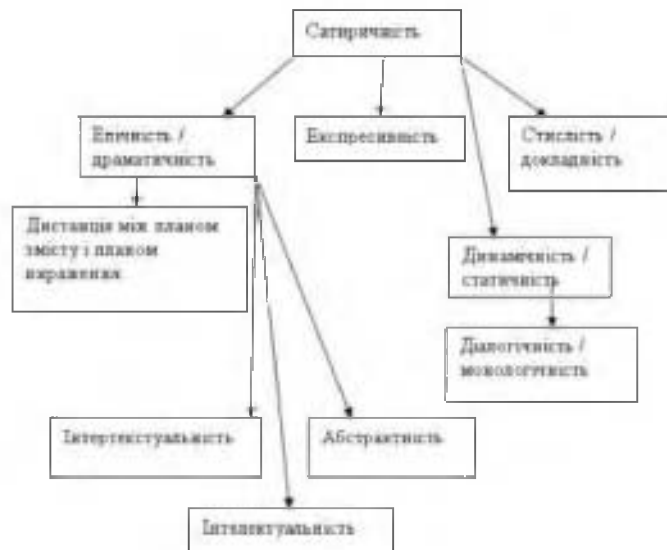 Сатиричність
Епічність /
драматичність
Експресивність
Стислість /
докладність
Дистанція між планом
змісту і планом
вираження
Динамічність /
статичність
Діалогічність /
монологічність
Інтертекстуальність
Абстрактність
Інтелектуальність